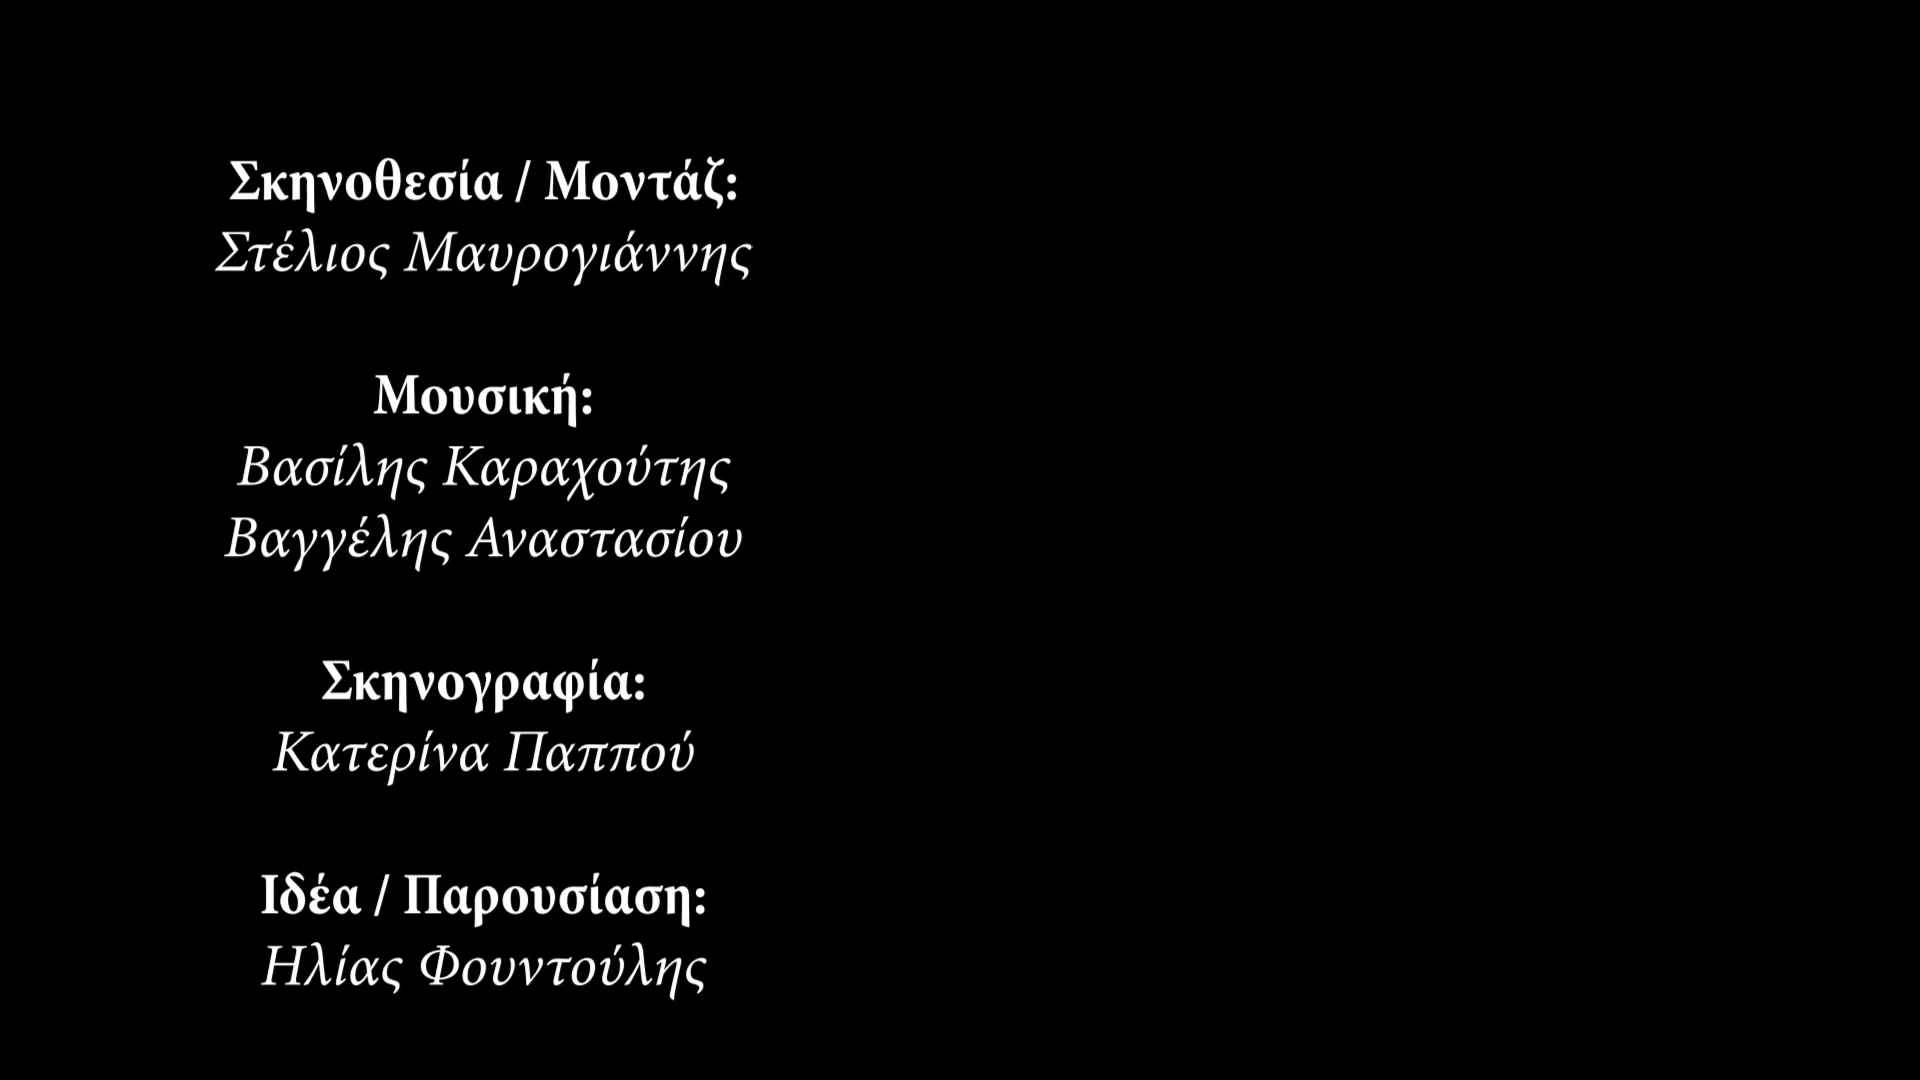 Σκηνοθεσία / Μοντάζ:
Στέλιος Μαυρογιάννης
Μουσική:
Βασίλης Καραχούτης
Βαγγέλης Αναστασίου
Σκηνογραφία:
Κατερίνα Παππού
Ιδέα / Παρουσίαση:
Ηλίας Φουντούλης